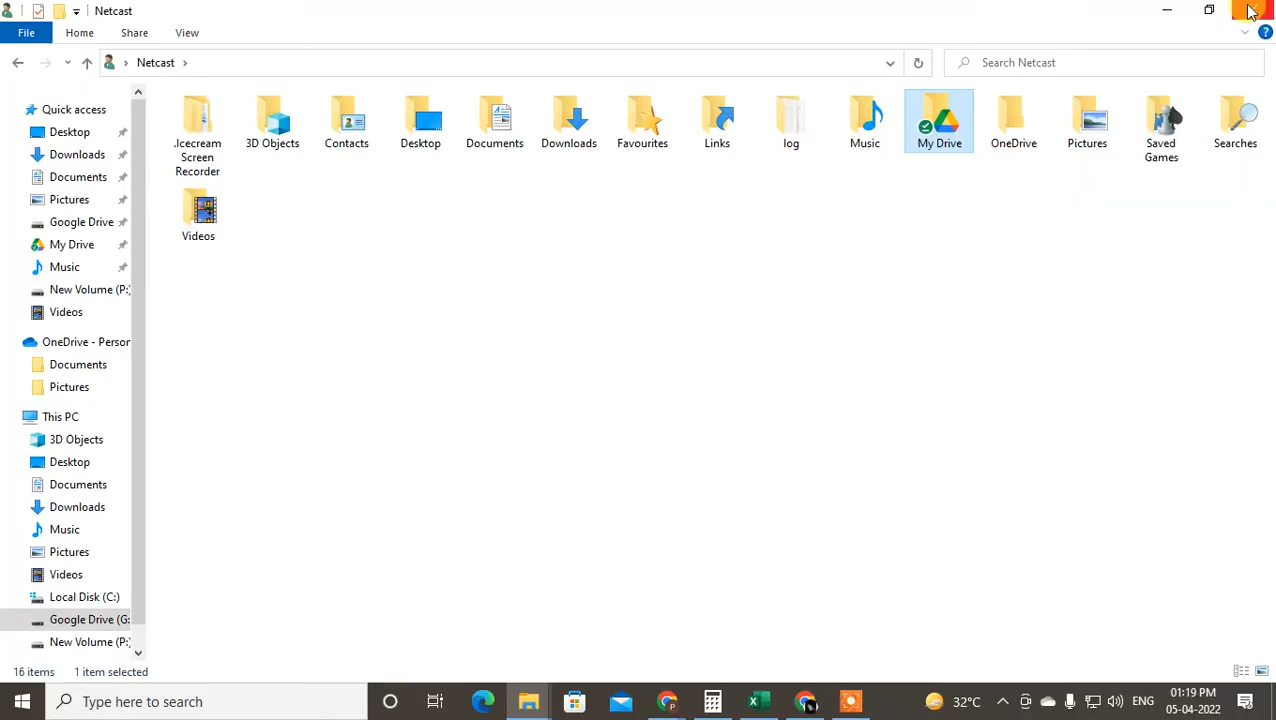 Netcast
File Home Share View
Netcast
Search Netcast
Quick access
Desktop
Downloads
Documents
Pictures
Google Drive
My Drive
Music
New Volume (P:)
Videos
OneDrive - Person
Documents
Pictures
This PC
3D Objects
Desktop
Documents
Downloads
Music
Pictures
Videos
Local Disk (C:)
Google Drive (G:
New Volume (P:)
.Icecream
Screen
Recorder
3D Objects
Contacts
Desktop
Documents
Downloads
Favourites
Links
log
Music
My Drive
OneDrive
Pictures
Saved
Games
Searches
Videos
16 items 1 item selected
Type here to search
32°C
ENG
01:19 PM
05-04-2022